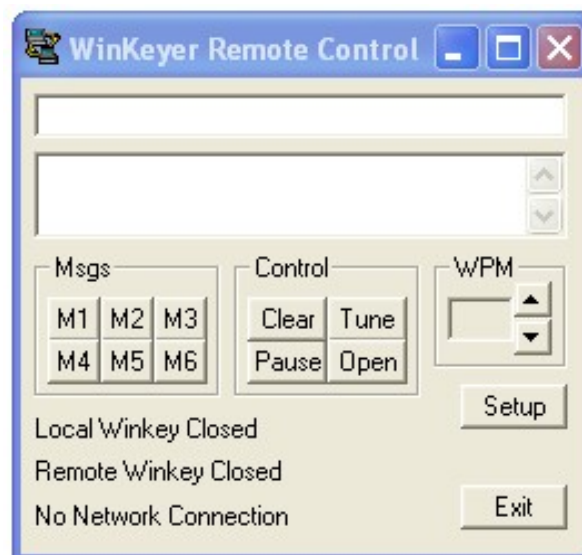 WinKeyer Remote Control
Msgs Control WPM
M1 M2 M3 Clear Tune
M4 M5 M6 Pause Open
Setup
Local Winkey Closed
Remote Winkey Closed
No Network Connection Exit